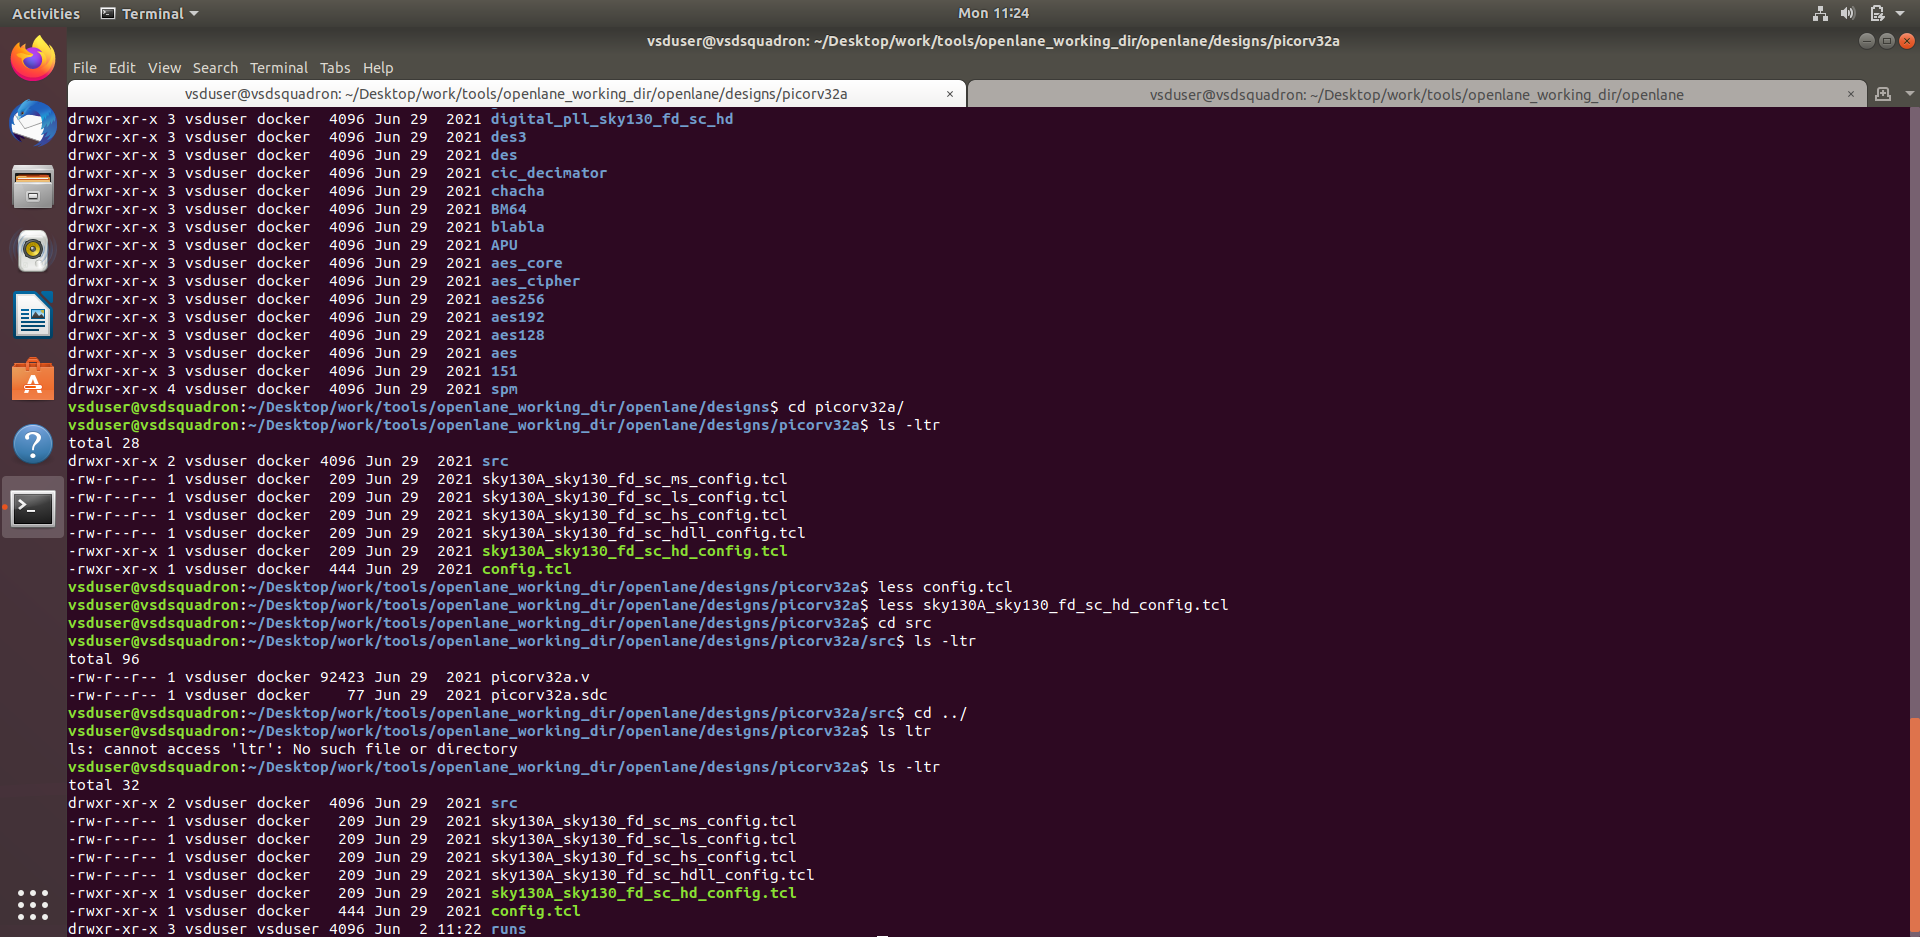 Activities Terminal Mon 11:24
vsduser@vsdsquadron: ~/Desktop/work/tools/openlane_working_dir/openlane/designs/picorv32a
File Edit View Search Terminal Tabs Help
vsduser@vsdsquadron: ~/Desktop/work/tools/openlane_working_dir/openlane/designs/picorv32a × vsduser@vsdsquadron: ~/Desktop/work/tools/openlane_working_dir/openlane ×
drwxr-xr-x 3 vsduser docker  4096 Jun 29  2021 digital_pll_sky130_fd_sc_hd
drwxr-xr-x 3 vsduser docker  4096 Jun 29  2021 des3
drwxr-xr-x 3 vsduser docker  4096 Jun 29  2021 des
drwxr-xr-x 3 vsduser docker  4096 Jun 29  2021 cic_decimator
drwxr-xr-x 3 vsduser docker  4096 Jun 29  2021 chacha
drwxr-xr-x 3 vsduser docker  4096 Jun 29  2021 BM64
drwxr-xr-x 3 vsduser docker  4096 Jun 29  2021 blabla
drwxr-xr-x 3 vsduser docker  4096 Jun 29  2021 APU
drwxr-xr-x 3 vsduser docker  4096 Jun 29  2021 aes_core
drwxr-xr-x 3 vsduser docker  4096 Jun 29  2021 aes_cipher
drwxr-xr-x 3 vsduser docker  4096 Jun 29  2021 aes256
drwxr-xr-x 3 vsduser docker  4096 Jun 29  2021 aes192
drwxr-xr-x 3 vsduser docker  4096 Jun 29  2021 aes128
drwxr-xr-x 3 vsduser docker  4096 Jun 29  2021 aes
drwxr-xr-x 3 vsduser docker  4096 Jun 29  2021 151
drwxr-xr-x 4 vsduser docker  4096 Jun 29  2021 spm
vsduser@vsdsquadron:~/Desktop/work/tools/openlane_working_dir/openlane/designs$ cd picorv32a/
vsduser@vsdsquadron:~/Desktop/work/tools/openlane_working_dir/openlane/designs/picorv32a$ ls -ltr
total 28
drwxr-xr-x 2 vsduser docker 4096 Jun 29  2021 src
-rw-r--r-- 1 vsduser docker  209 Jun 29  2021 sky130A_sky130_fd_sc_ms_config.tcl
-rw-r--r-- 1 vsduser docker  209 Jun 29  2021 sky130A_sky130_fd_sc_ls_config.tcl
-rw-r--r-- 1 vsduser docker  209 Jun 29  2021 sky130A_sky130_fd_sc_hs_config.tcl
-rw-r--r-- 1 vsduser docker  209 Jun 29  2021 sky130A_sky130_fd_sc_hdll_config.tcl
-rwxr-xr-x 1 vsduser docker  209 Jun 29  2021 sky130A_sky130_fd_sc_hd_config.tcl
-rwxr-xr-x 1 vsduser docker  444 Jun 29  2021 config.tcl
vsduser@vsdsquadron:~/Desktop/work/tools/openlane_working_dir/openlane/designs/picorv32a$ less config.tcl
vsduser@vsdsquadron:~/Desktop/work/tools/openlane_working_dir/openlane/designs/picorv32a$ less sky130A_sky130_fd_sc_hd_config.tcl
vsduser@vsdsquadron:~/Desktop/work/tools/openlane_working_dir/openlane/designs/picorv32a$ cd src
vsduser@vsdsquadron:~/Desktop/work/tools/openlane_working_dir/openlane/designs/picorv32a/src$ ls -ltr
total 96
-rw-r--r-- 1 vsduser docker 92423 Jun 29  2021 picorv32a.v
-rw-r--r-- 1 vsduser docker    77 Jun 29  2021 picorv32a.sdc
vsduser@vsdsquadron:~/Desktop/work/tools/openlane_working_dir/openlane/designs/picorv32a/src$ cd ../
vsduser@vsdsquadron:~/Desktop/work/tools/openlane_working_dir/openlane/designs/picorv32a$ ls ltr
ls: cannot access 'ltr': No such file or directory
vsduser@vsdsquadron:~/Desktop/work/tools/openlane_working_dir/openlane/designs/picorv32a$ ls -ltr
total 32
drwxr-xr-x 2 vsduser docker  4096 Jun 29  2021 src
-rw-r--r-- 1 vsduser docker   209 Jun 29  2021 sky130A_sky130_fd_sc_ms_config.tcl
-rw-r--r-- 1 vsduser docker   209 Jun 29  2021 sky130A_sky130_fd_sc_ls_config.tcl
-rw-r--r-- 1 vsduser docker   209 Jun 29  2021 sky130A_sky130_fd_sc_hs_config.tcl
-rw-r--r-- 1 vsduser docker   209 Jun 29  2021 sky130A_sky130_fd_sc_hdll_config.tcl
-rwxr-xr-x 1 vsduser docker   209 Jun 29  2021 sky130A_sky130_fd_sc_hd_config.tcl
-rwxr-xr-x 1 vsduser docker   444 Jun 29  2021 config.tcl
drwxr-xr-x 3 vsduser vsduser 4096 Jun  2 11:22 runs